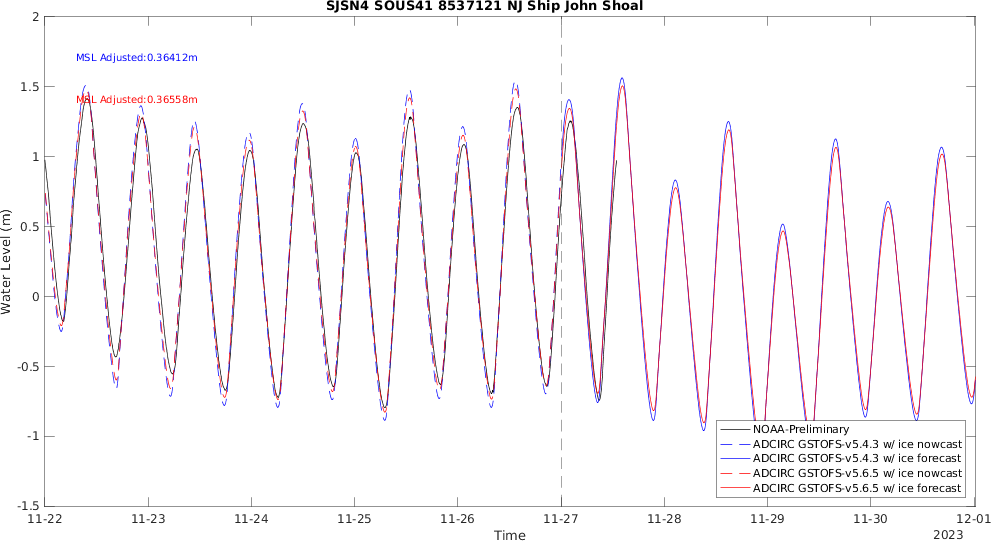 SJSN4 SOUS41 8537121 NJ Ship John Shoal
MSL Adjusted:0.36412m
MSL Adjusted:0.36558m
Water Level (m)
2
1.5
1
0.5
0
-0.5
-1
-1.5
NOAA-Preliminary
ADCIRC GSTOFS-v5.4.3 w/ ice nowcast
ADCIRC GSTOFS-v5.4.3 w/ ice forecast
ADCIRC GSTOFS-v5.6.5 w/ ice nowcast
ADCIRC GSTOFS-v5.6.5 w/ ice forecast
11-22 11-23 11-24 11-25 11-26 11-27 11-28 11-29 11-30 12-01
Time
2023